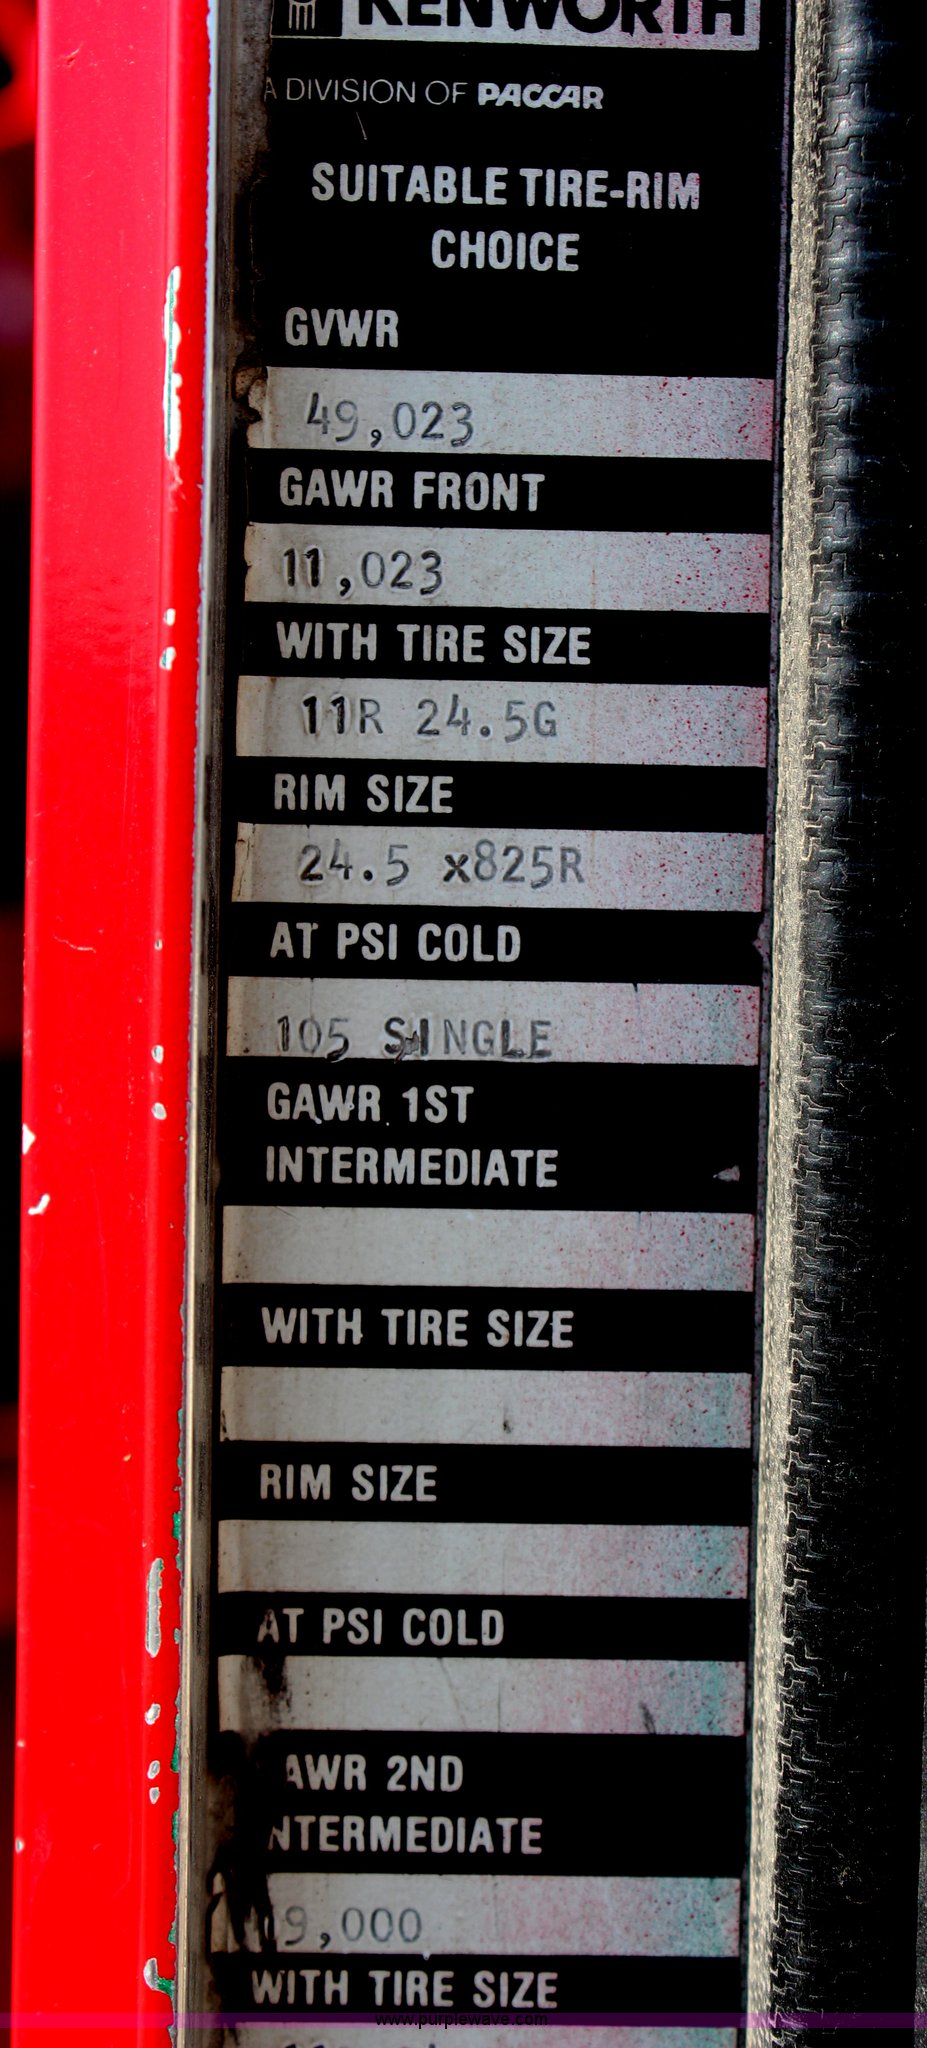 KENWORTH
A DIVISION OF PACCAR
SUITABLE TIRE-RIM
CHOICE
GVWR
49,023
GAWR FRONT
11,023
WITH TIRE SIZE
11R 24.5G
RIM SIZE
24.5 x825R
AT PSI COLD
105 SINGLE
GAWR 1ST
INTERMEDIATE
WITH TIRE SIZE
RIM SIZE
AT PSI COLD
AWR 2ND
NTERMEDIATE
19,000
WITH TIRE SIZE
www.purplewave.com